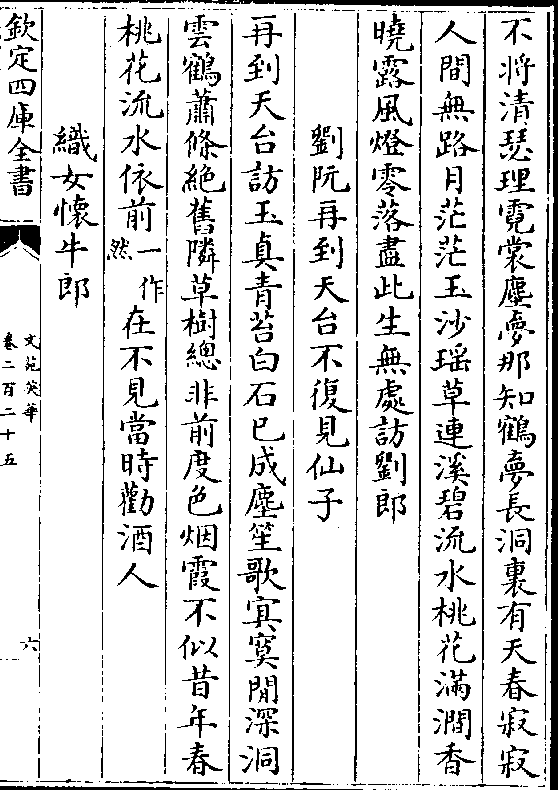 不將清瑟理霓裳塵夢那知鶴夢長洞裏有天春寂寂
人間無路月茫茫玉沙瑶草連溪碧流水桃花滿澗香
曉露風燈零落盡此生無處訪劉郎
劉阮再到天台不復見仙子
再到天台訪玉真青苔白石已成塵笙歌㝠寞閒深洞
雲鶴蕭條絶舊隣草樹總非前度色烟霞不似昔年春
桃花流水依前一作然在不見當時勸酒人
織女懷牛郎
欽定四庫全書
文苑英華
卷二百二十五
六